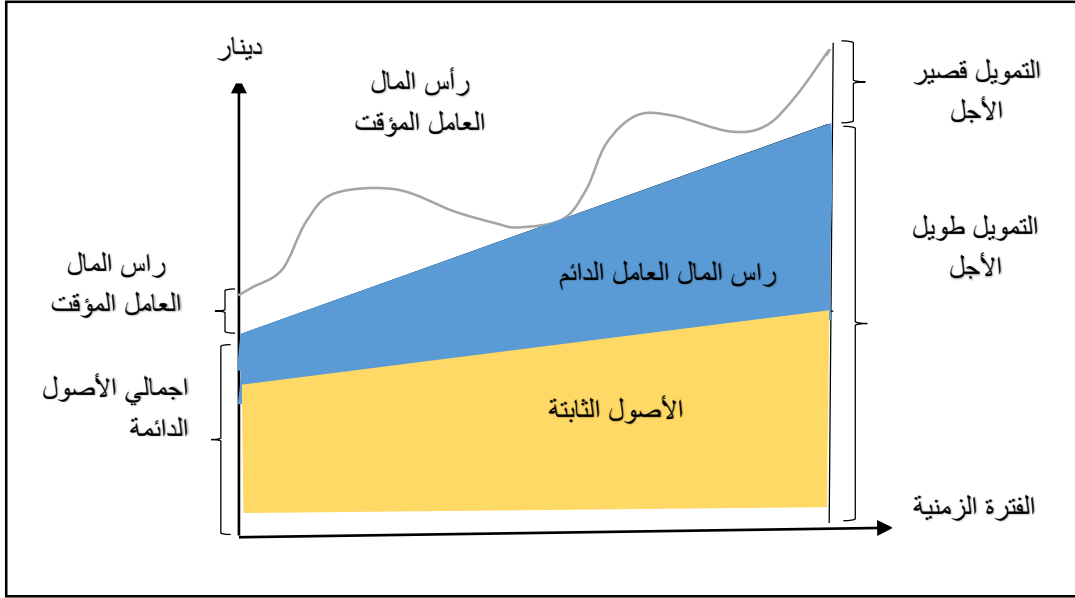 دينار
رأس المال
العامل المؤقت
التمويل قصير
الأجل
التمويل طويل
الأجل
راس المال
العامل المؤقت
راس المال العامل الدائم
اجمالي الأصول
الدائمة
الأصول الثابتة
الفترة الزمنية